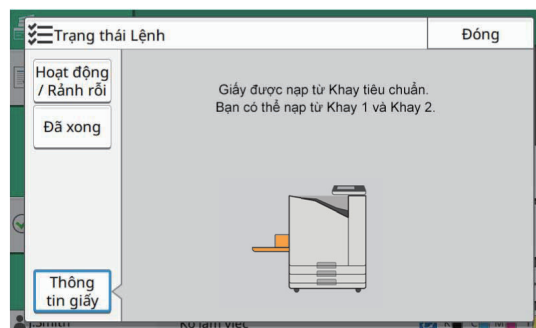 Trạng thái Lệnh
Đóng
Hoạt động
/ Rảnh rỗi
Đã xong
Giấy được nạp từ Khay tiêu chuẩn.
Bạn có thể nạp từ Khay 1 và Khay 2.
Thông
tin giấy
J.Smith